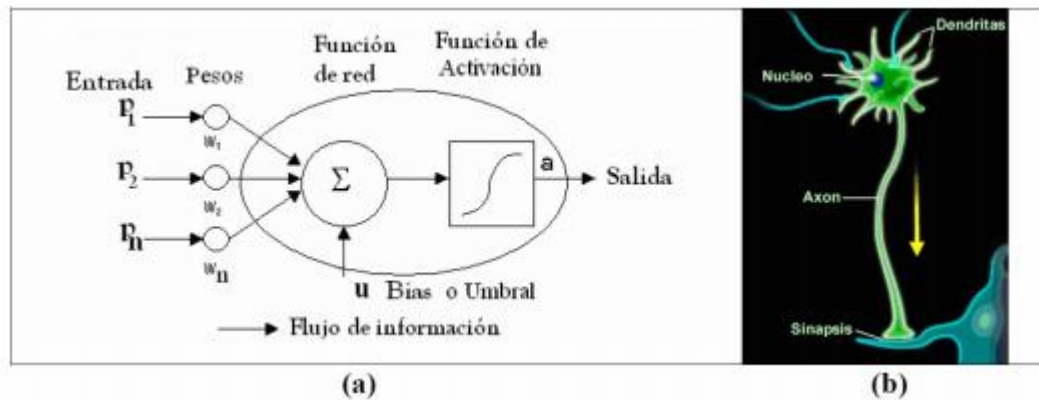 Entrada
Pesos
Función
de red
Función de
Activación
p1
w1
p2
w2
pn
wn
Σ
a
Salida
u Bias o Umbral
Flujo de información
(a)
Dendritas
Nucleo
Axon
Sinapsis
(b)